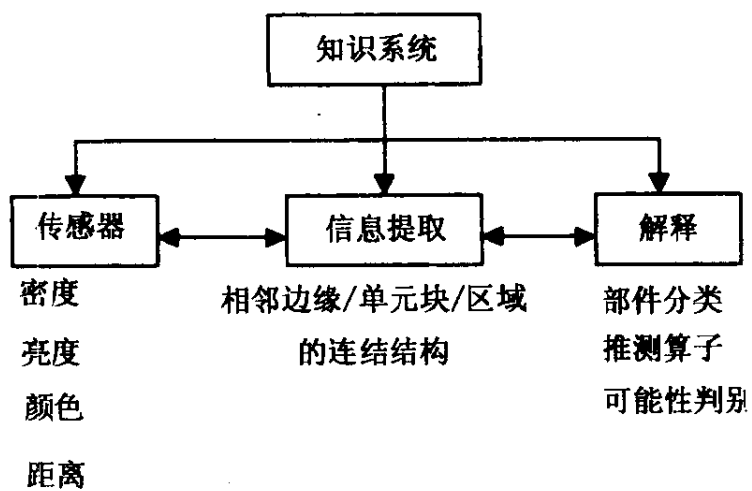 知识系统
传感器
信息提取
解释
密度
亮度
颜色
距离
相邻边缘/单元块/区域
的连结结构
部件分类
推测算子
可能性判别